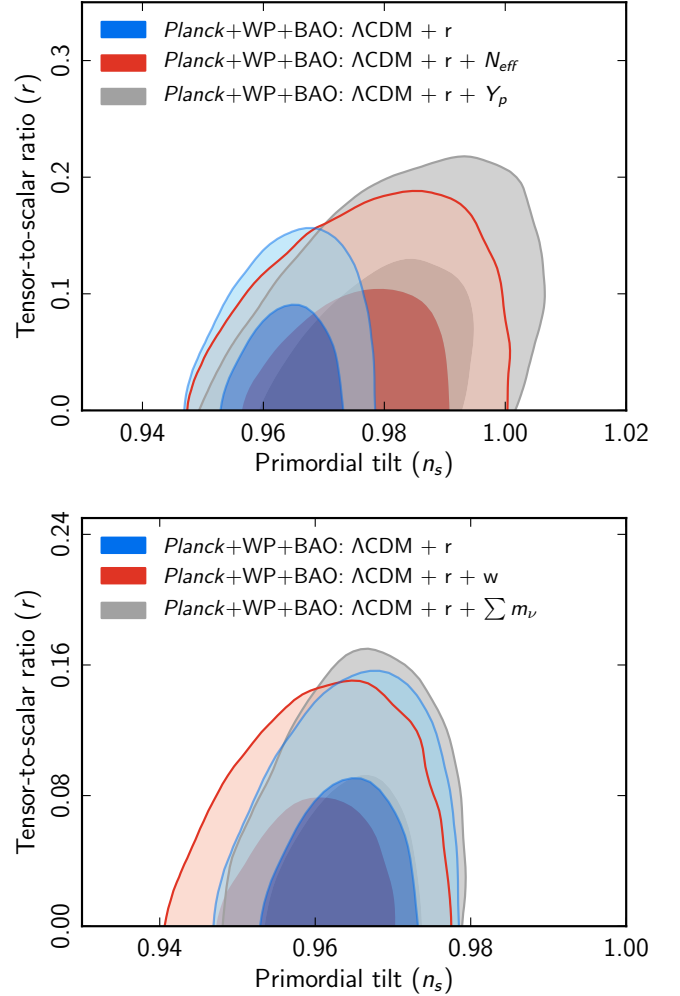 Planck+WP+BAO: ΛCDM + r
Planck+WP+BAO: ΛCDM + r + N_eff
Planck+WP+BAO: ΛCDM + r + Y_p
Tensor-to-scalar ratio (r)
0.3
0.2
0.1
0.0
0.94 0.96 0.98 1.00 1.02
Primordial tilt (n_s)
Planck+WP+BAO: ΛCDM + r
Planck+WP+BAO: ΛCDM + r + w
Planck+WP+BAO: ΛCDM + r + ∑ m_ν
Tensor-to-scalar ratio (r)
0.24
0.16
0.08
0.00
0.94 0.96 0.98 1.00
Primordial tilt (n_s)